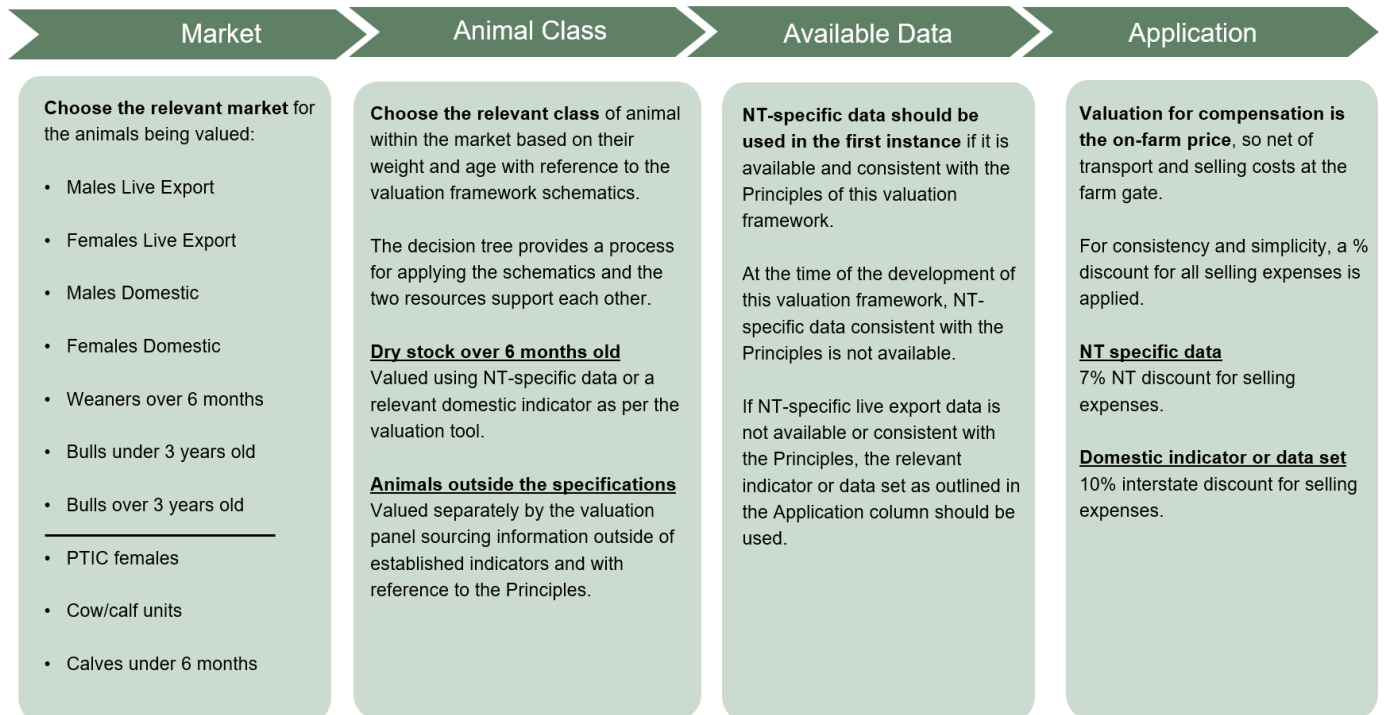 Market
Animal Class
Available Data
Application
Choose the relevant market for
the animals being valued:
• Males Live Export
• Females Live Export
• Males Domestic
• Females Domestic
• Weaners over 6 months
• Bulls under 3 years old
• Bulls over 3 years old
• PTIC females
• Cow/calf units
• Calves under 6 months
Choose the relevant class of animal
within the market based on their
weight and age with reference to the
valuation framework schematics.
The decision tree provides a process
for applying the schematics and the
two resources support each other.
Dry stock over 6 months old
Valued using NT-specific data or a
relevant domestic indicator as per the
valuation tool.
Animals outside the specifications
Valued separately by the valuation
panel sourcing information outside of
established indicators and with
reference to the Principles.
NT-specific data should be
used in the first instance if it is
available and consistent with the
Principles of this valuation
framework.
At the time of the development of
this valuation framework, NT-
specific data consistent with the
Principles is not available.
If NT-specific live export data is
not available or consistent with
the Principles, the relevant
indicator or data set as outlined in
the Application column should be
used.
Valuation for compensation is
the on-farm price, so net of
transport and selling costs at the
farm gate.
For consistency and simplicity, a %
discount for all selling expenses is
applied.
NT specific data
7% NT discount for selling
expenses.
Domestic indicator or data set
10% interstate discount for selling
expenses.